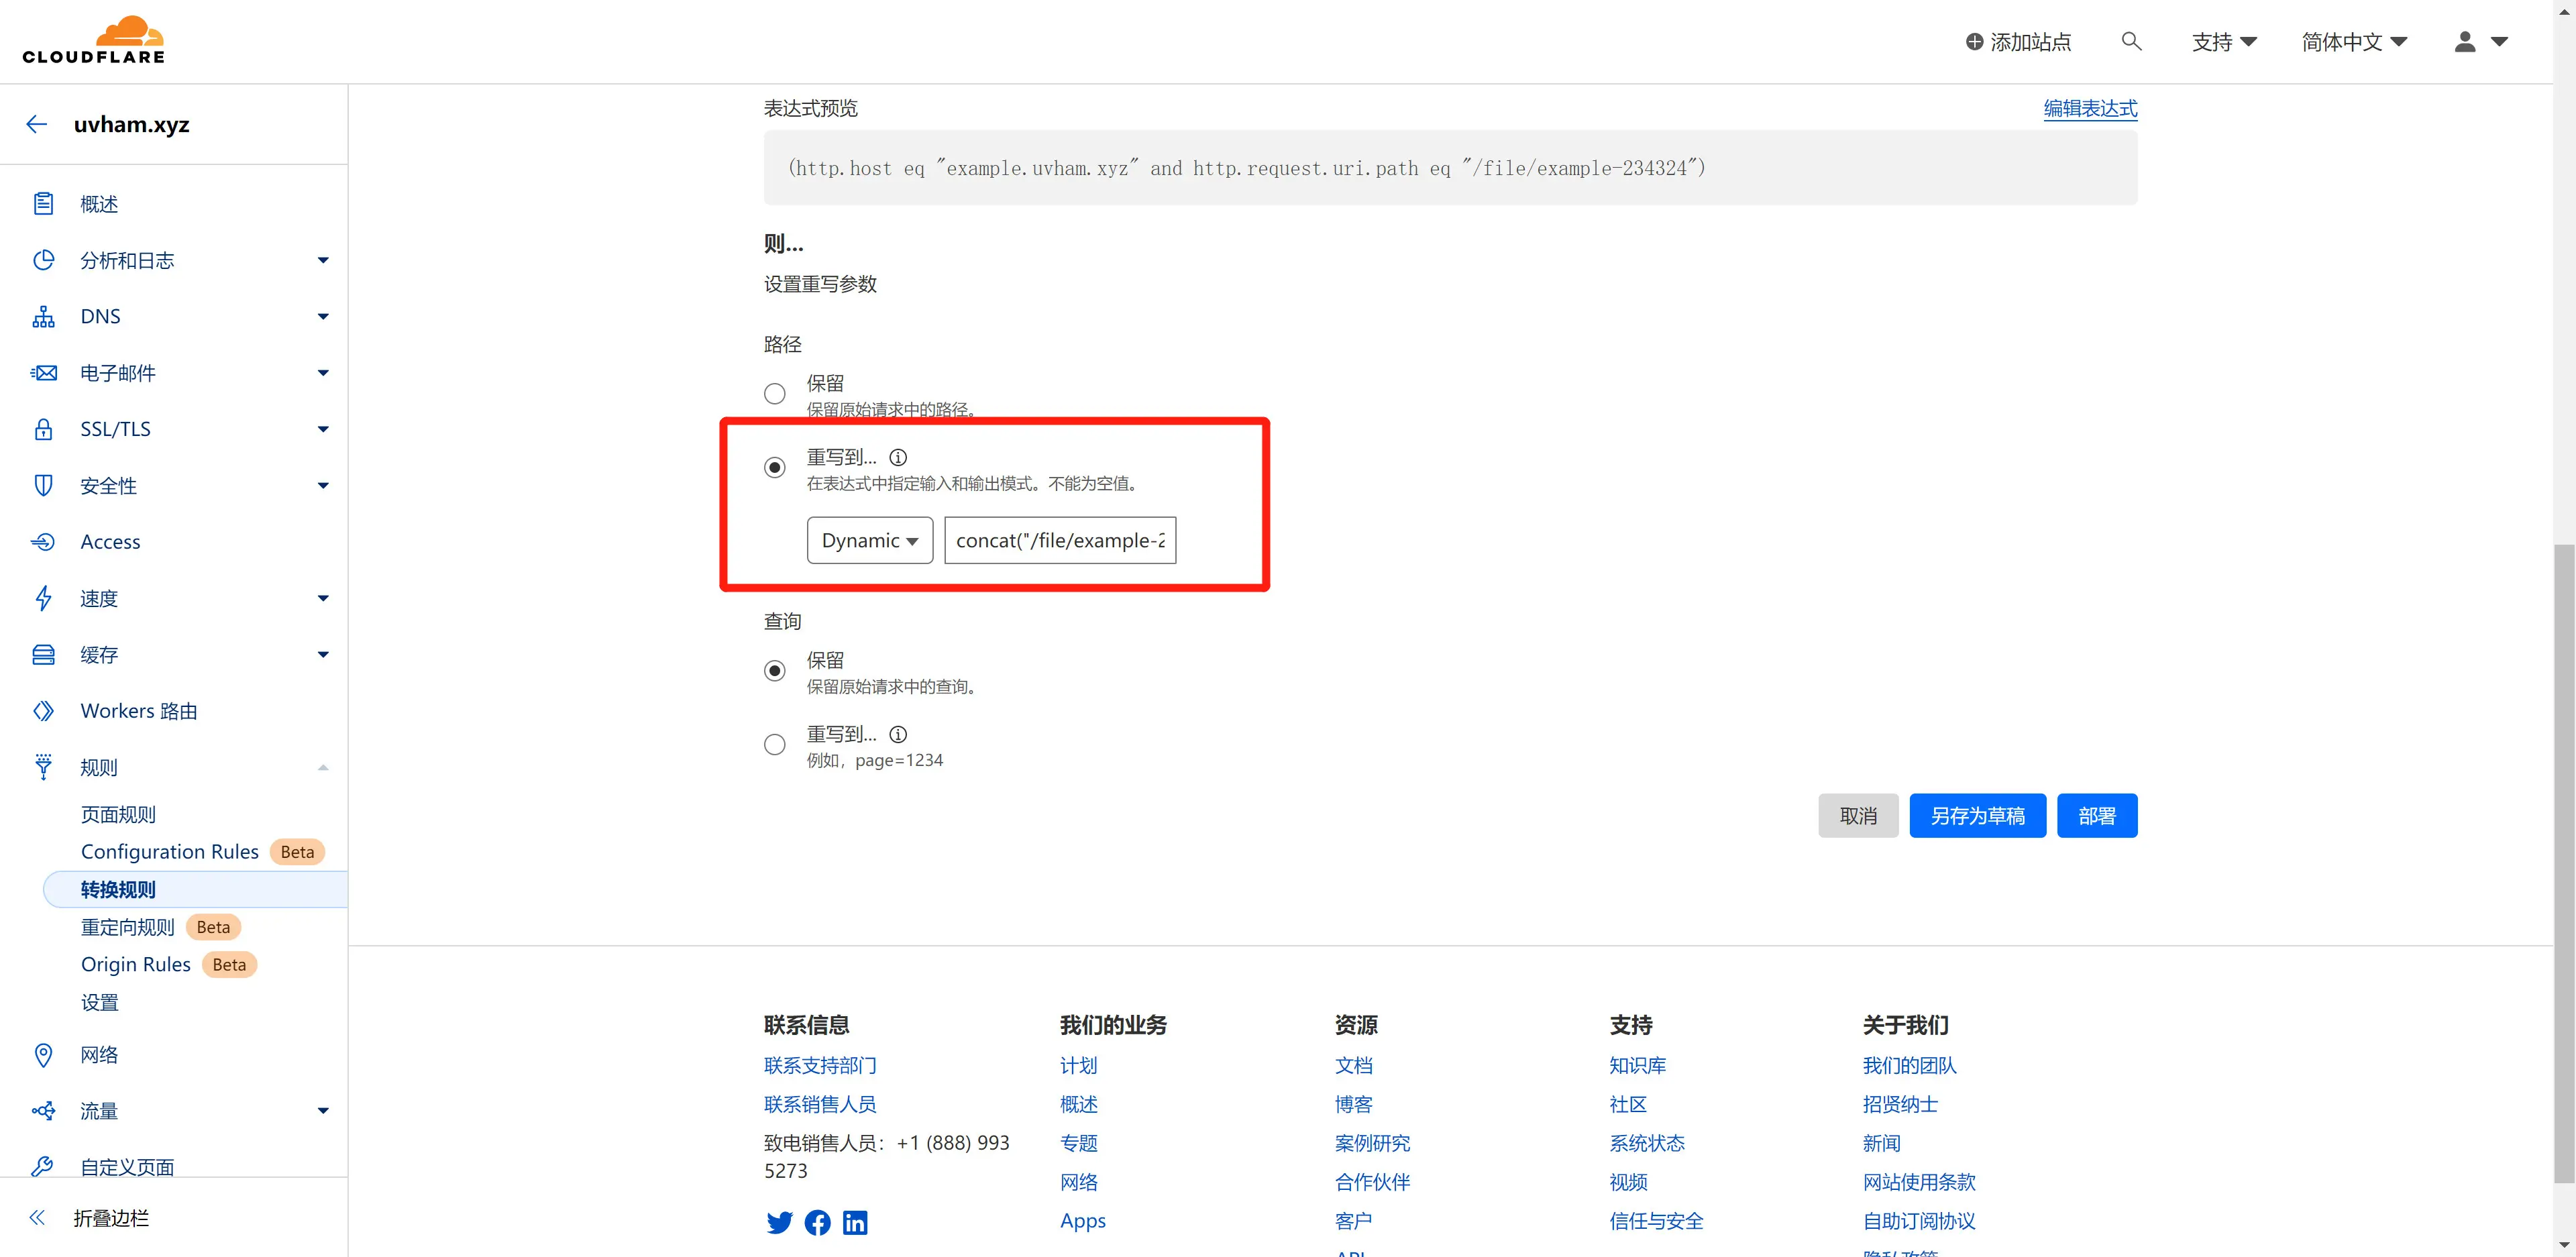 CLOUDFLARE
添加站点
支持
简体中文
uvham.xyz
概述
分析和日志
DNS
电子邮件
SSL/TLS
安全性
Access
速度
缓存
Workers 路由
规则
页面规则
Configuration Rules Beta
转换规则
重定向规则 Beta
Origin Rules Beta
设置
网络
流量
自定义页面
折叠边栏
表达式预览
编辑表达式
(http.host eq "example.uvham.xyz" and http.request.uri.path eq "/file/example-234324")
则...
设置重写参数
路径
保留
保留原始请求中的路径。
重写到...
在表达式中指定输入和输出模式。不能为空值。
Dynamic
concat("/file/example-2
查询
保留
保留原始请求中的查询。
重写到...
例如，page=1234
取消
另存为草稿
部署
联系信息
联系支持部门
联系销售人员
致电销售人员：+1 (888) 993
5273
我们的业务
计划
概述
专题
网络
Apps
资源
文档
博客
案例研究
合作伙伴
客户
API
支持
知识库
社区
系统状态
视频
信任与安全
关于我们
我们的团队
招贤纳士
新闻
网站使用条款
自助订阅协议
隐私政策